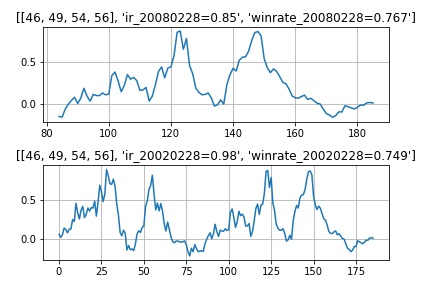 [[46, 49, 54, 56], 'ir_20080228=0.85', 'winrate_20080228=0.767']
0.5
0.0
80 100 120 140 160 180
[[46, 49, 54, 56], 'ir_20020228=0.98', 'winrate_20020228=0.749']
0.5
0.0
0 25 50 75 100 125 150 175